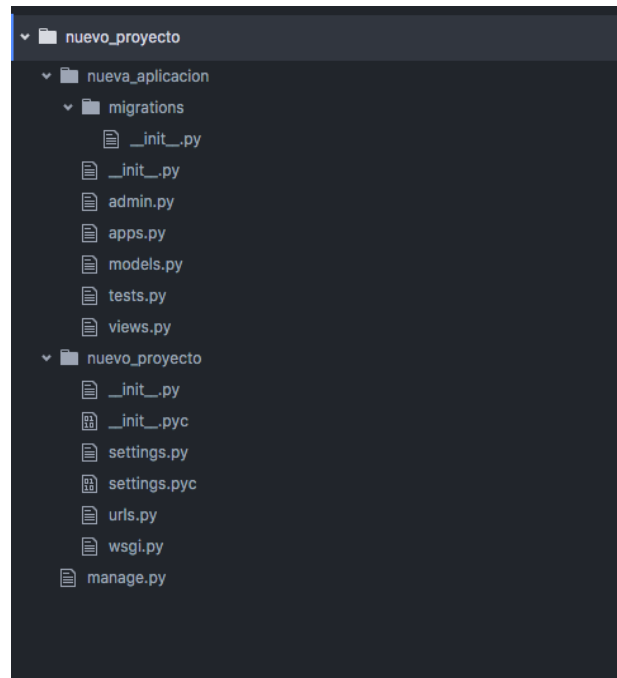 nuevo_proyecto
nueva_aplicacion
migrations
__init__.py
__init__.py
admin.py
apps.py
models.py
tests.py
views.py
nuevo_proyecto
__init__.py
__init__.pyc
settings.py
settings.pyc
urls.py
wsgi.py
manage.py